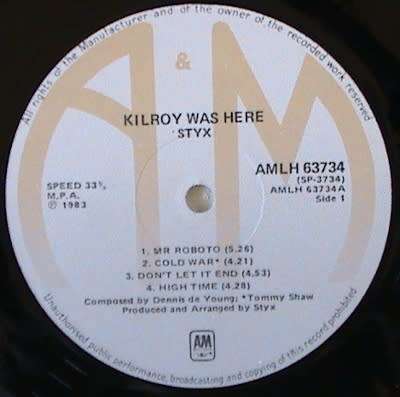 All rights of the Manufacturer and of the owner of the recorded work reserved
A & M
KILROY WAS HERE
STYX
AMLH 63734
(SP-3734)
AMLH 63734A
Side 1
SPEED 33⅓
M.P.A.
℗ 1983
1. MR ROBOTO (5.26)
2. COLD WAR* (4.21)
3. DON'T LET IT END (4.53)
4. HIGH TIME (4.28)
Composed by Dennis de Young; *Tommy Shaw
Produced and Arranged by Styx
AM
Unauthorised public performance, broadcasting and copying of this record prohibited